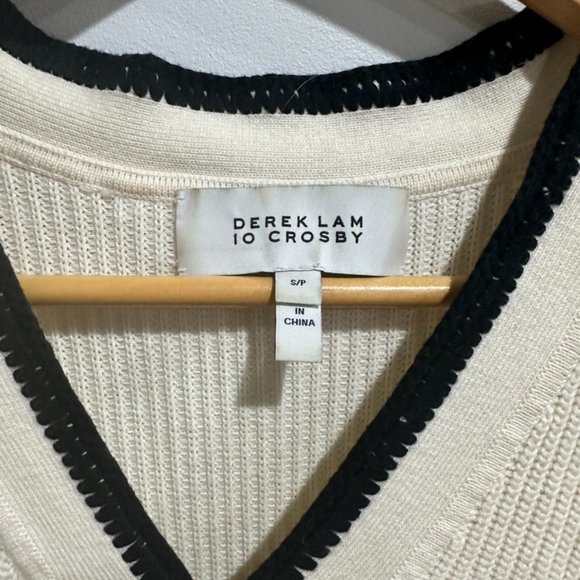 DEREK LAM
10 CROSBY
S/P
IN
CHINA